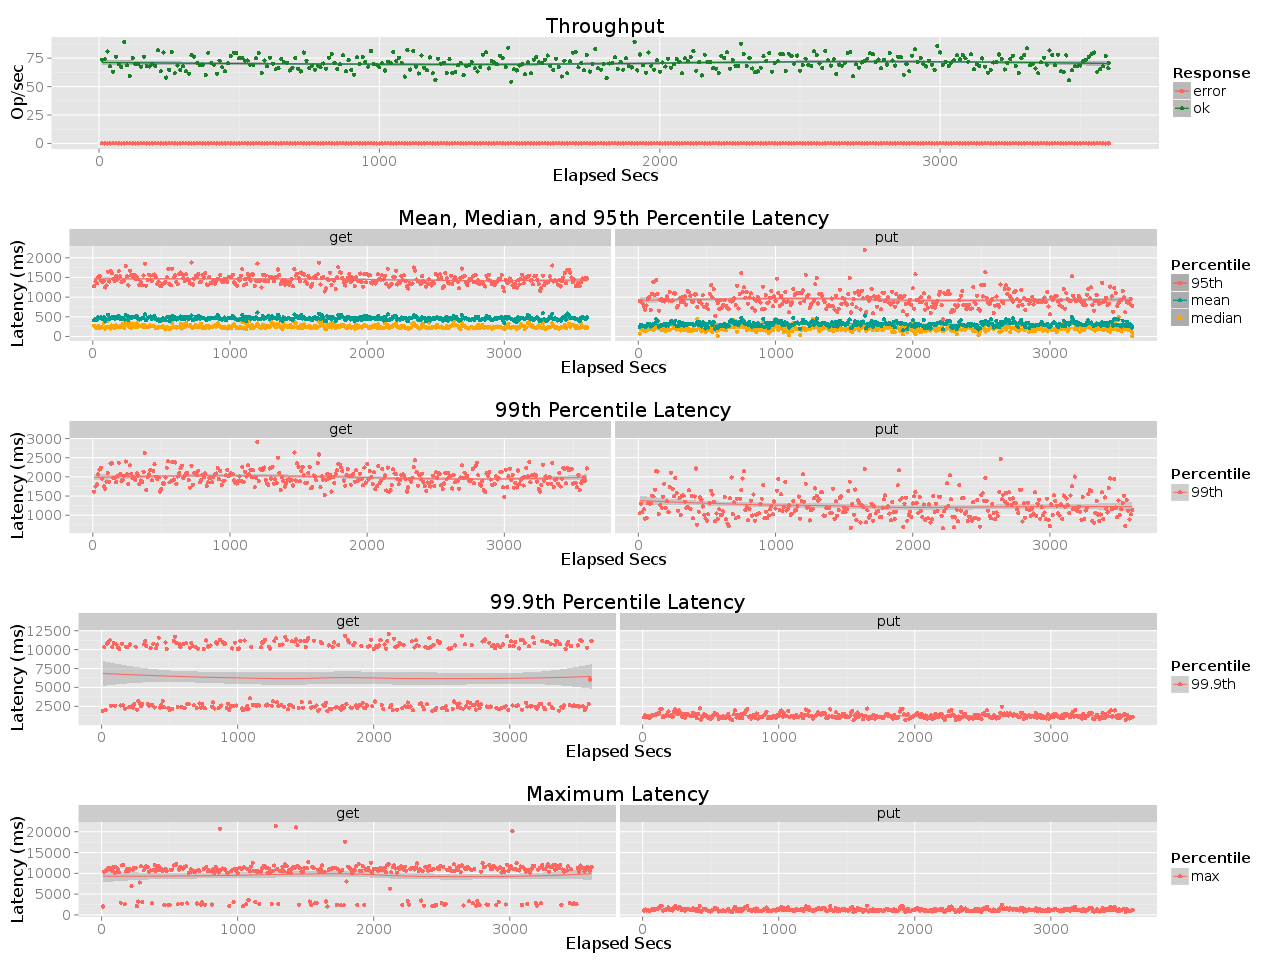 Throughput
Op/sec
75
50
25
0
0 1000 2000 3000
Elapsed Secs
Response
error
ok
Mean, Median, and 95th Percentile Latency
get put
Latency (ms)
2000
1500
1000
500
0
0 1000 2000 3000 0 1000 2000 3000
Elapsed Secs
Percentile
95th
mean
median
99th Percentile Latency
get put
Latency (ms)
3000
2500
2000
1500
1000
0 1000 2000 3000 0 1000 2000 3000
Elapsed Secs
Percentile
99th
99.9th Percentile Latency
get put
Latency (ms)
12500
10000
7500
5000
2500
0 1000 2000 3000 0 1000 2000 3000
Elapsed Secs
Percentile
99.9th
Maximum Latency
get put
Latency (ms)
20000
15000
10000
5000
0
0 1000 2000 3000 0 1000 2000 3000
Elapsed Secs
Percentile
max